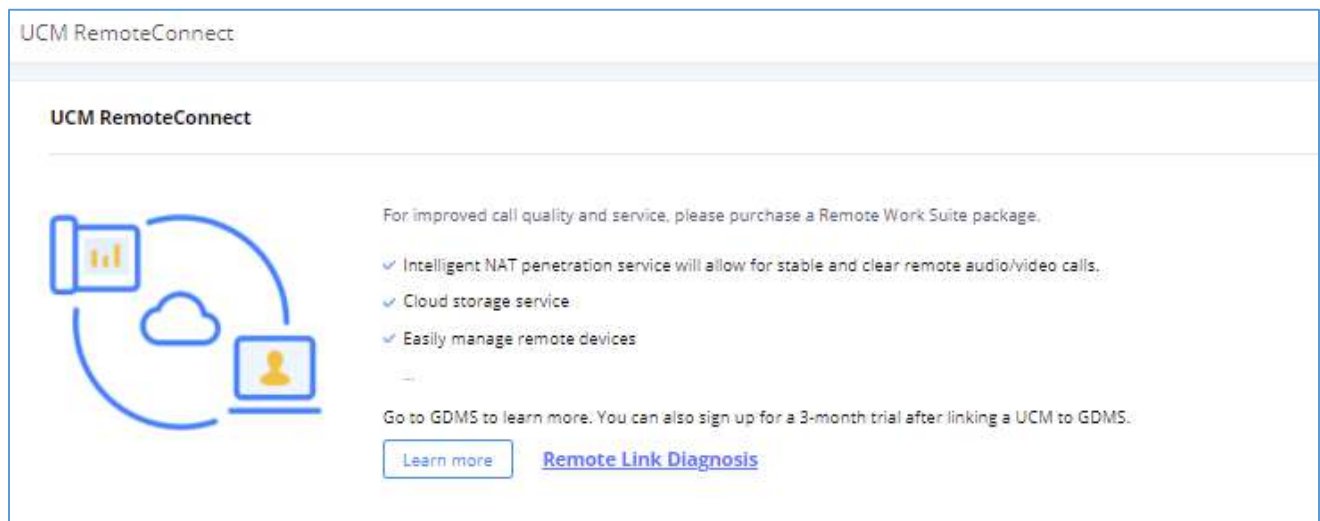 UCM RemoteConnect
UCM RemoteConnect
For improved call quality and service, please purchase a Remote Work Suite package.
Intelligent NAT penetration service will allow for stable and clear remote audio/video calls.
Cloud storage service
Easily manage remote devices
...
Go to GDMS to learn more. You can also sign up for a 3-month trial after linking a UCM to GDMS.
Learn more Remote Link Diagnosis